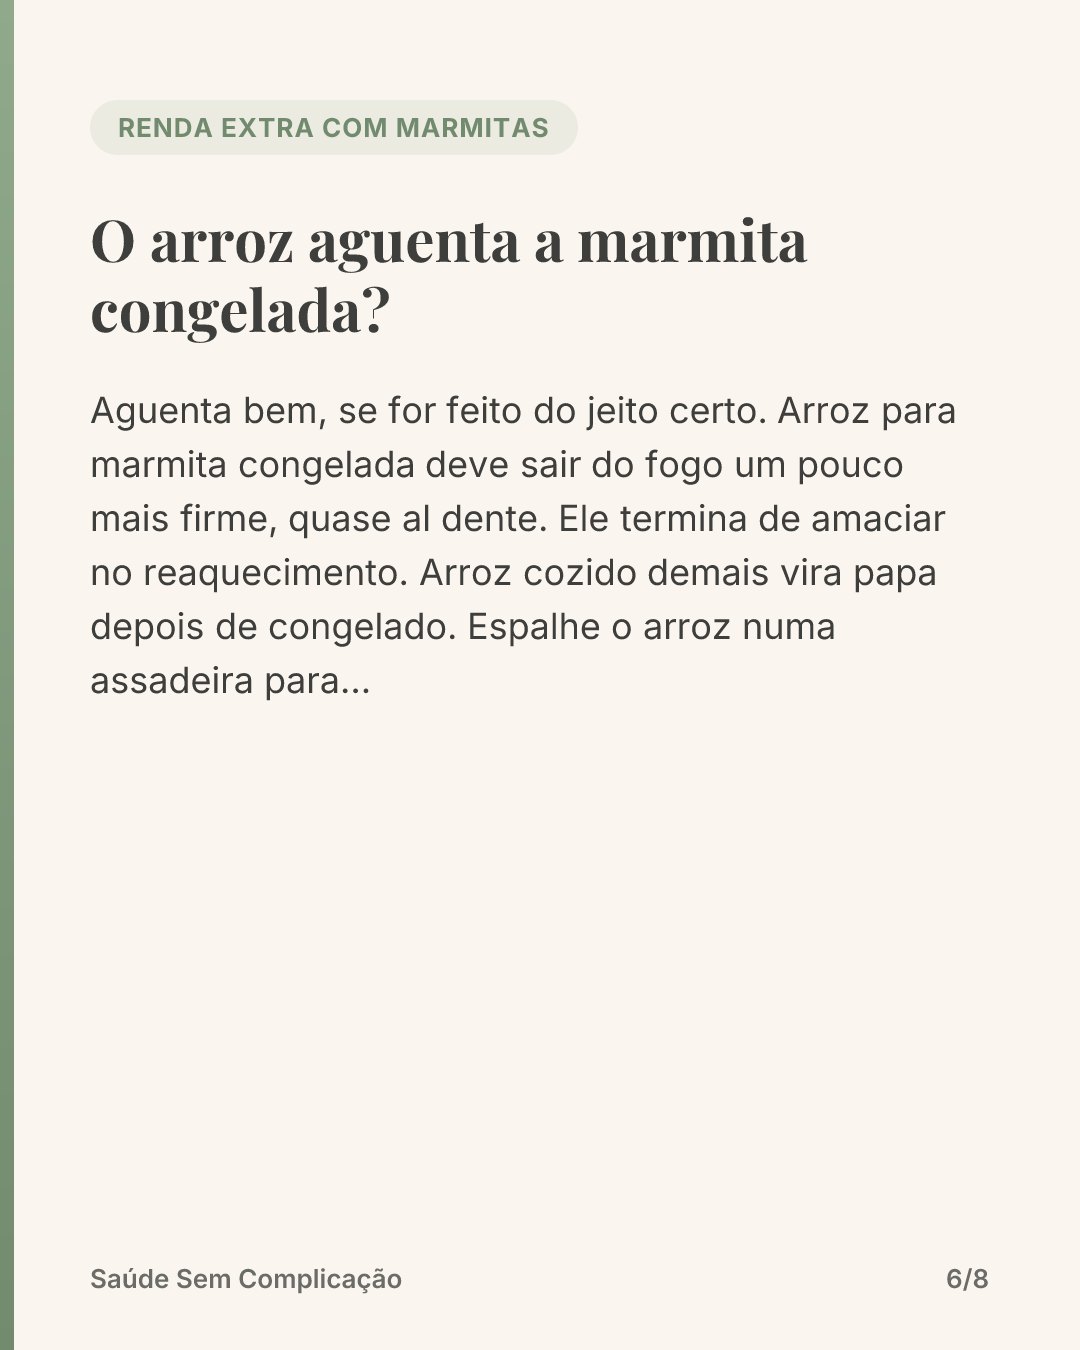 RENDA EXTRA COM MARMITAS
O arroz aguenta a marmita
congelada?
Aguenta bem, se for feito do jeito certo. Arroz para
marmita congelada deve sair do fogo um pouco
mais firme, quase al dente. Ele termina de amaciar
no reaquecimento. Arroz cozido demais vira papa
depois de congelado. Espalhe o arroz numa
assadeira para...
Saúde Sem Complicação
6/8